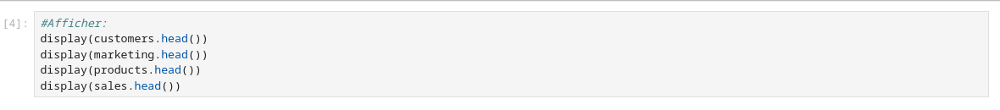 [4]: #Afficher:
display(customers.head())
display(marketing.head())
display(products.head())
display(sales.head())